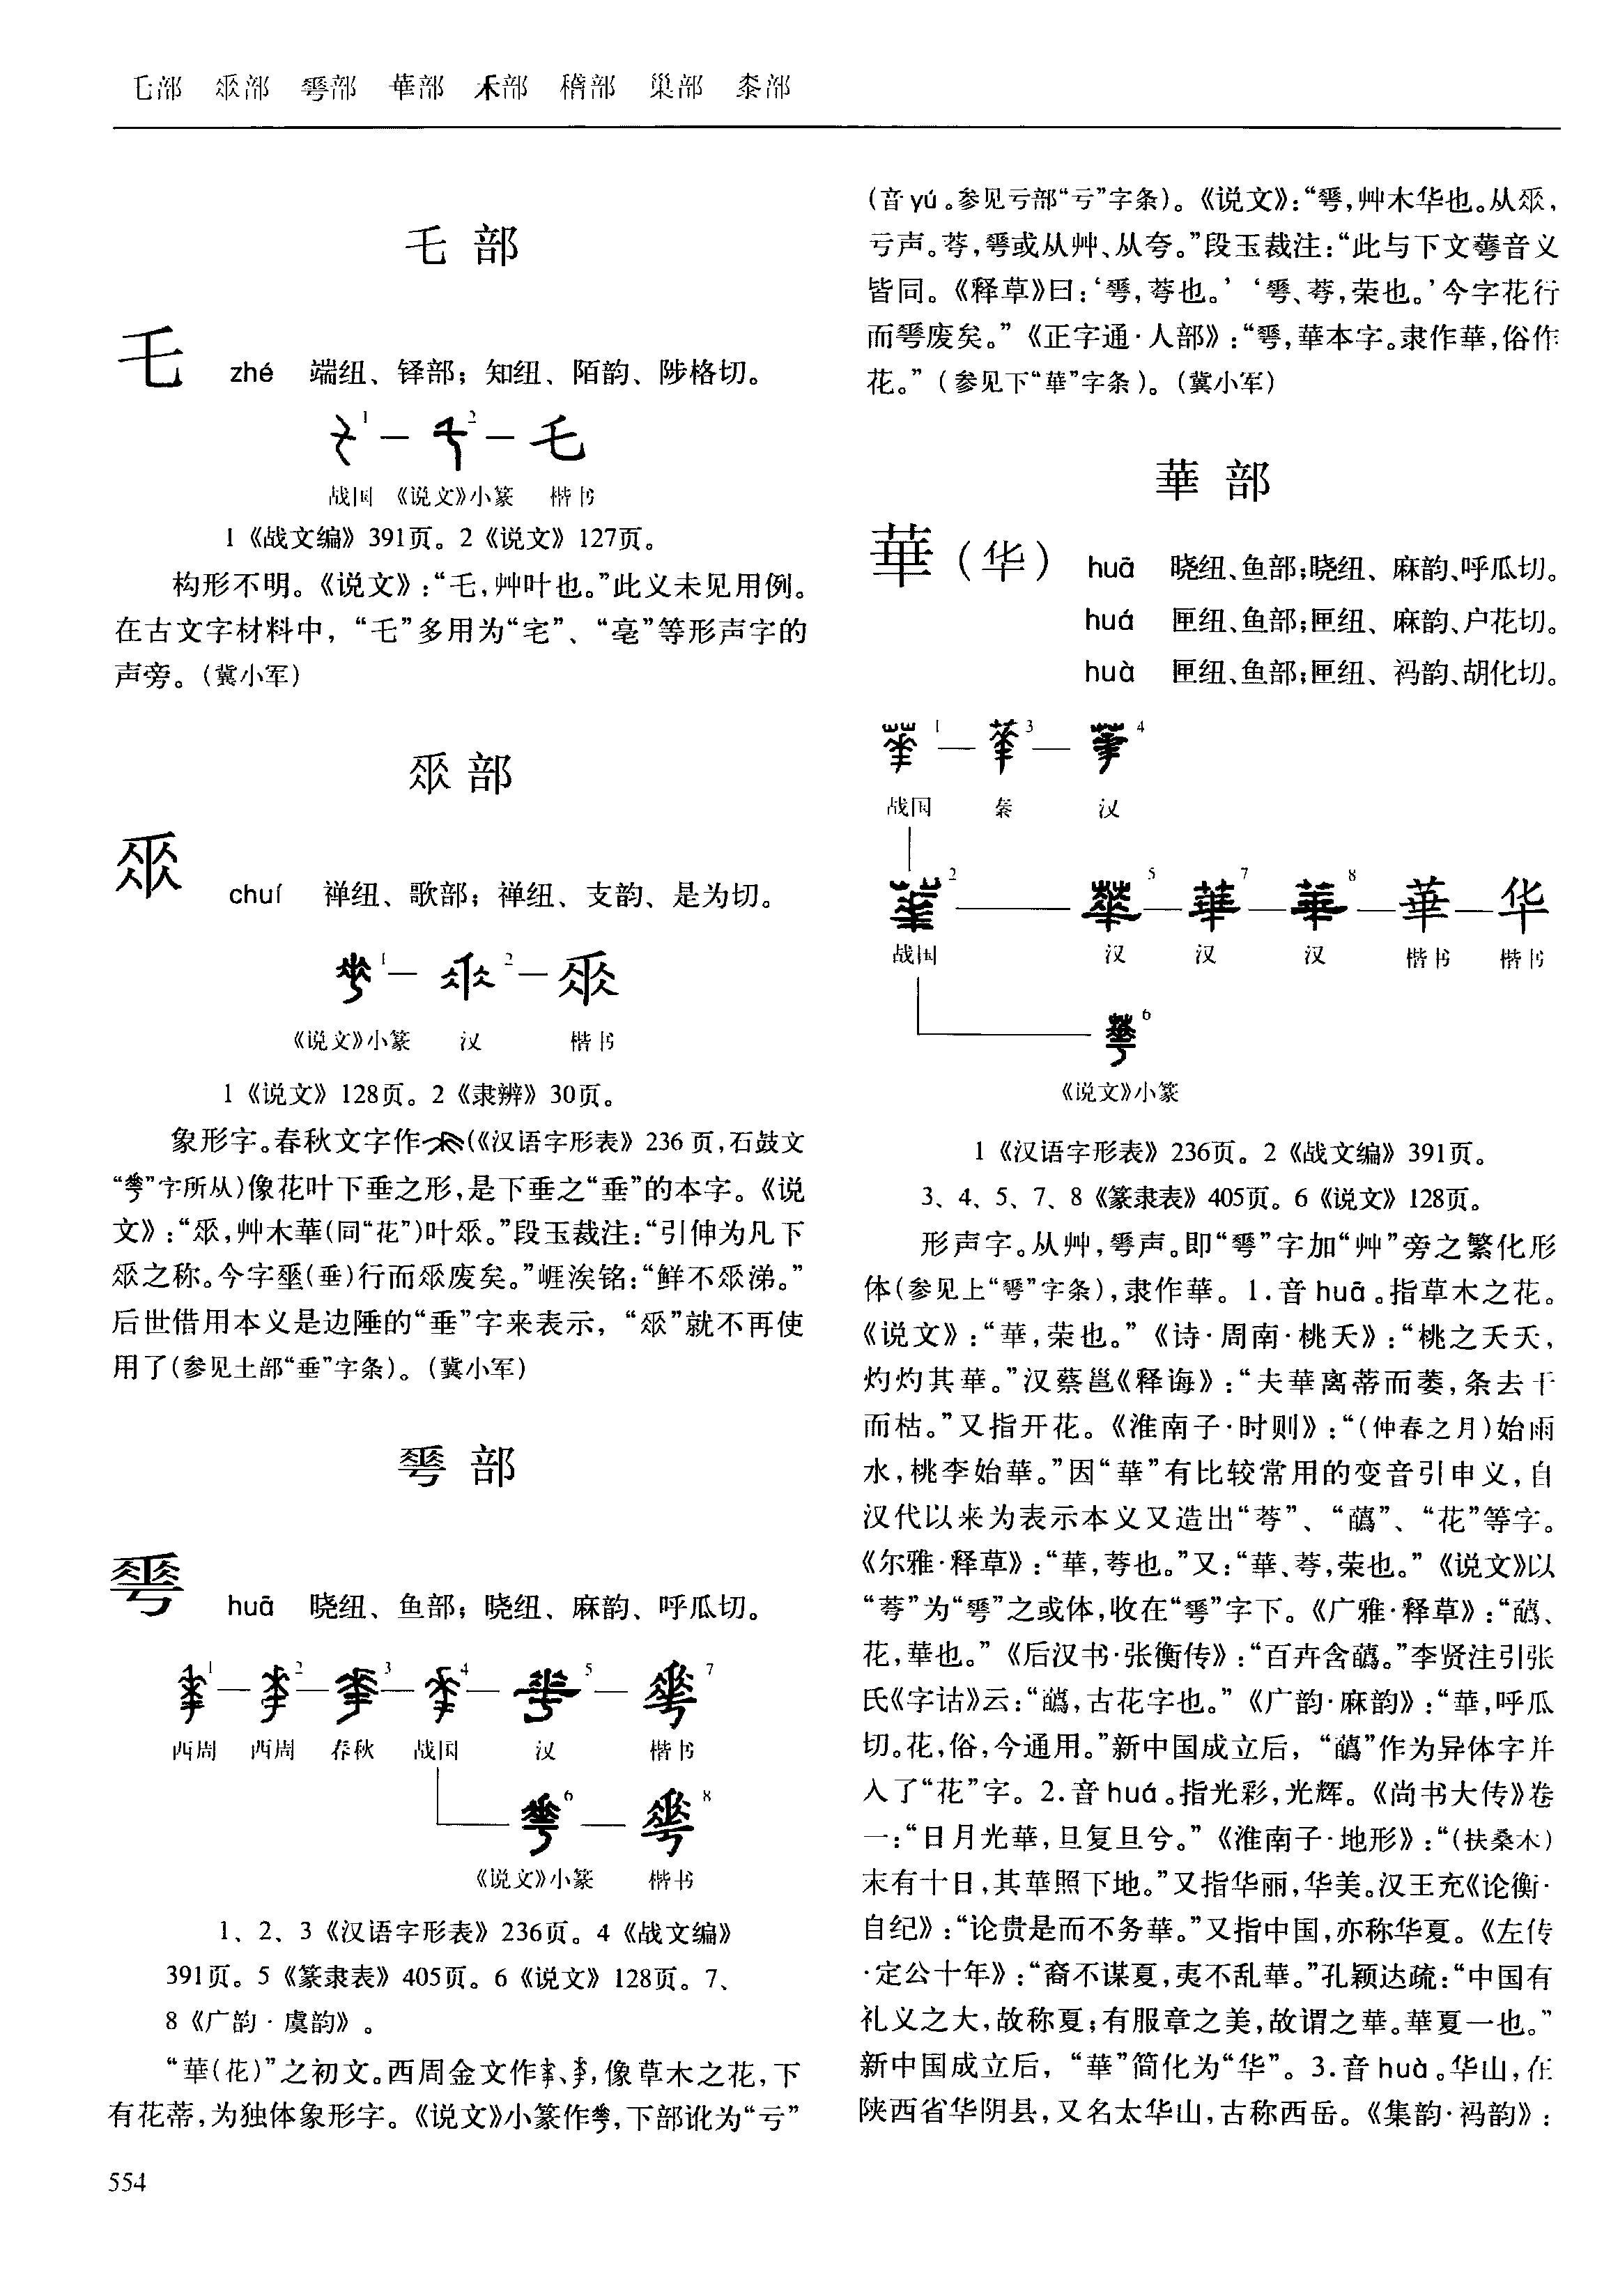 乇部　𠂹部　𠌶部　華部　禾部　稽部　巢部　桼部
乇 部
乇　zhé　端纽、铎部；知纽、陌韵、陟格切。
1—2—乇
战国　《说文》小篆　楷书
1《战文编》391页。2《说文》127页。
构形不明。《说文》：“乇，艸叶也。”此义未见用例。
在古文字材料中，“乇”多用为“宅”、“亳”等形声字的
声旁。（冀小军）
𠂹 部
𠂹　chuí　禅纽、歌部；禅纽、支韵、是为切。
1—2—𠂹
《说文》小篆　汉　楷书
1《说文》128页。2《隶辨》30页。
象形字。春秋文字作(《汉语字形表》236页，石鼓文
“𠌶”字所从)像花叶下垂之形，是下垂之“垂”的本字。《说
文》：“𠂹，艸木華(同“花”)叶𠂹。”段玉裁注：“引伸为凡下
𠂹之称。今字垂(垂)行而𠂹废矣。”崕涘铭：“鲜不𠂹涕。”
后世借用本义是边陲的“垂”字来表示，“𠂹”就不再使
用了(参见土部“垂”字条)。（冀小军）
𠌶 部
𠌶　huā　晓纽、鱼部；晓纽、麻韵、呼瓜切。
1—2—3—4—5—7
西周　西周　春秋　战国　汉　楷书
6—8
《说文》小篆　楷书
1、2、3《汉语字形表》236页。4《战文编》
391页。5《篆隶表》405页。6《说文》128页。7、
8《广韵·虞韵》。
“華(花)”之初文。西周金文作、，像草木之花，下
有花蒂，为独体象形字。《说文》小篆作，下部讹为“亏”
(音yú。参见亏部“亏”字条)。《说文》：“𠌶，艸木华也。从𠂹，
亏声。荂，𠌶或从艸、从夸。”段玉裁注：“此与下文蕐音义
皆同。《释草》曰：‘𠌶，荂也。’‘𠌶、荂，荣也。’今字花行
而𠌶废矣。”《正字通·人部》：“𠌶，華本字。隶作華，俗作
花。”（参见下“華”字条）。（冀小军）
華 部
華（华）　huā　晓纽、鱼部；晓纽、麻韵、呼瓜切。
huá　匣纽、鱼部；匣纽、麻韵、户花切。
huà　匣纽、鱼部；匣纽、祃韵、胡化切。
1—3—4
战国　秦　汉
2—5—7—8—華—华
战国　汉　汉　汉　楷书　楷书
6
《说文》小篆
1《汉语字形表》236页。2《战文编》391页。
3、4、5、7、8《篆隶表》405页。6《说文》128页。
形声字。从艸，𠌶声。即“𠌶”字加“艸”旁之繁化形
体(参见上“𠌶”字条)，隶作華。1.音huā。指草木之花。
《说文》：“華，荣也。”《诗·周南·桃夭》：“桃之夭夭，
灼灼其華。”汉蔡邕《释诲》：“夫華离蒂而萎，条去干
而枯。”又指开花。《淮南子·时则》：“(仲春之月)始雨
水，桃李始華。”因“華”有比较常用的变音引申义，自
汉代以来为表示本义又造出“荂”、“蘤”、“花”等字。
《尔雅·释草》：“華，荂也。”又：“華、荂，荣也。”《说文》以
“荂”为“𠌶”之或体，收在“𠌶”字下。《广雅·释草》：“蘤、
花，華也。”《后汉书·张衡传》：“百卉含蘤。”李贤注引张
氏《字诂》云：“蘤，古花字也。”《广韵·麻韵》：“華，呼瓜
切。花，俗，今通用。”新中国成立后，“蘤”作为异体字并
入了“花”字。2.音huá。指光彩，光辉。《尚书大传》卷
一：“日月光華，旦复旦兮。”《淮南子·地形》：“(扶桑木)
末有十日，其華照下地。”又指华丽，华美。汉王充《论衡·
自纪》：“论贵是而不务華。”又指中国，亦称华夏。《左传
·定公十年》：“裔不谋夏，夷不乱華。”孔颖达疏：“中国有
礼义之大，故称夏；有服章之美，故谓之華。華夏一也。”
新中国成立后，“華”简化为“华”。3.音huà。华山，在
陕西省华阴县，又名太华山，古称西岳。《集韵·祃韵》：
554